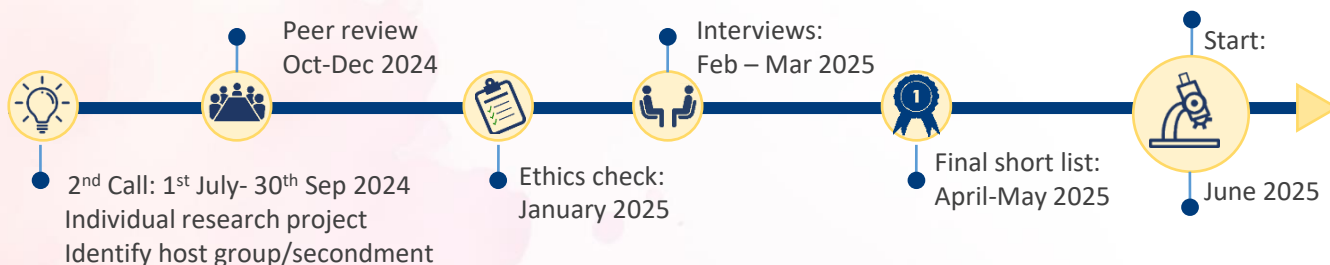 2nd Call: 1st July- 30th Sep 2024
Individual research project
Identify host group/secondment
Peer review
Oct-Dec 2024
Ethics check:
January 2025
Interviews:
Feb – Mar 2025
1
Final short list:
April-May 2025
Start:
June 2025